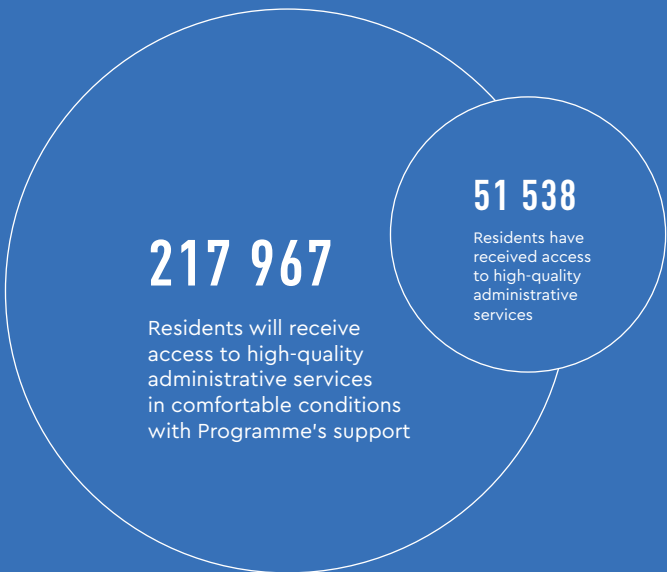 217 967
Residents will receive
access to high-quality
administrative services
in comfortable conditions
with Programme's support
51 538
Residents have
received access
to high-quality
administrative
services